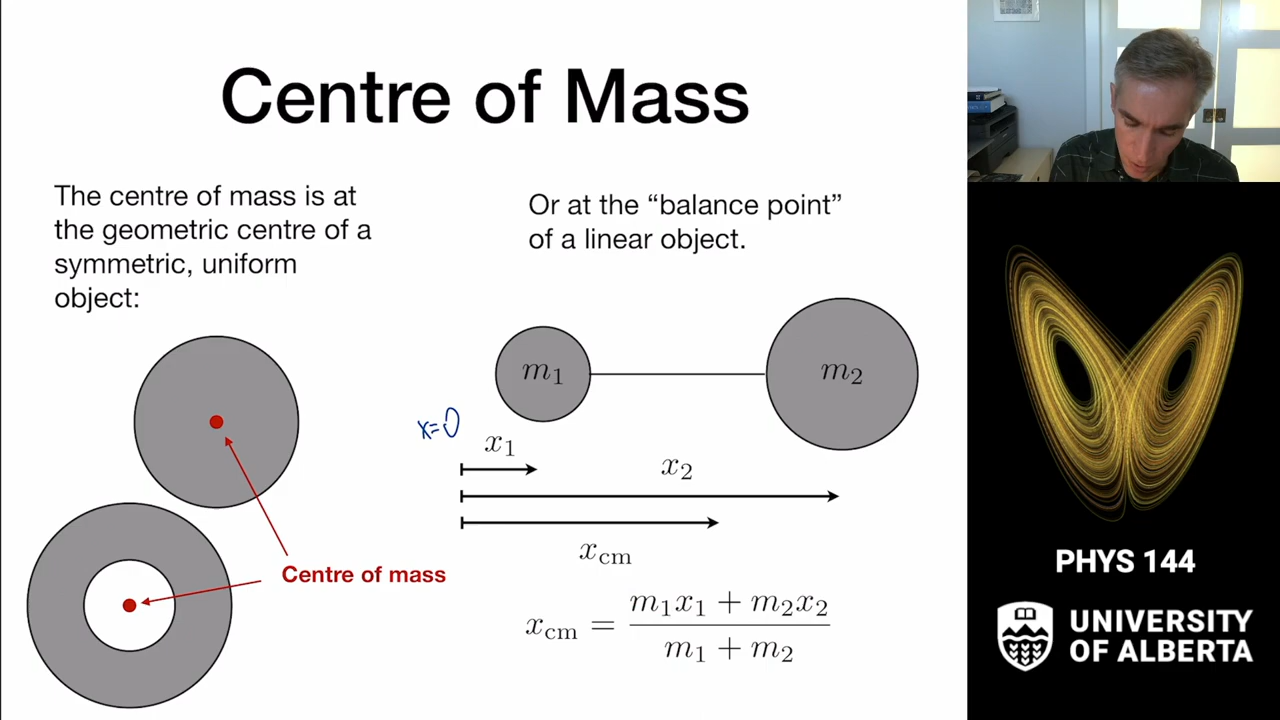 Centre of Mass
The centre of mass is at
the geometric centre of a
symmetric, uniform
object:
Or at the “balance point”
of a linear object.
m₁
m₂
x=0
x₁
x₂
x_cm
Centre of mass
x_cm = (m₁x₁ + m₂x₂) / (m₁ + m₂)
PHYS 144
UNIVERSITY
OF ALBERTA